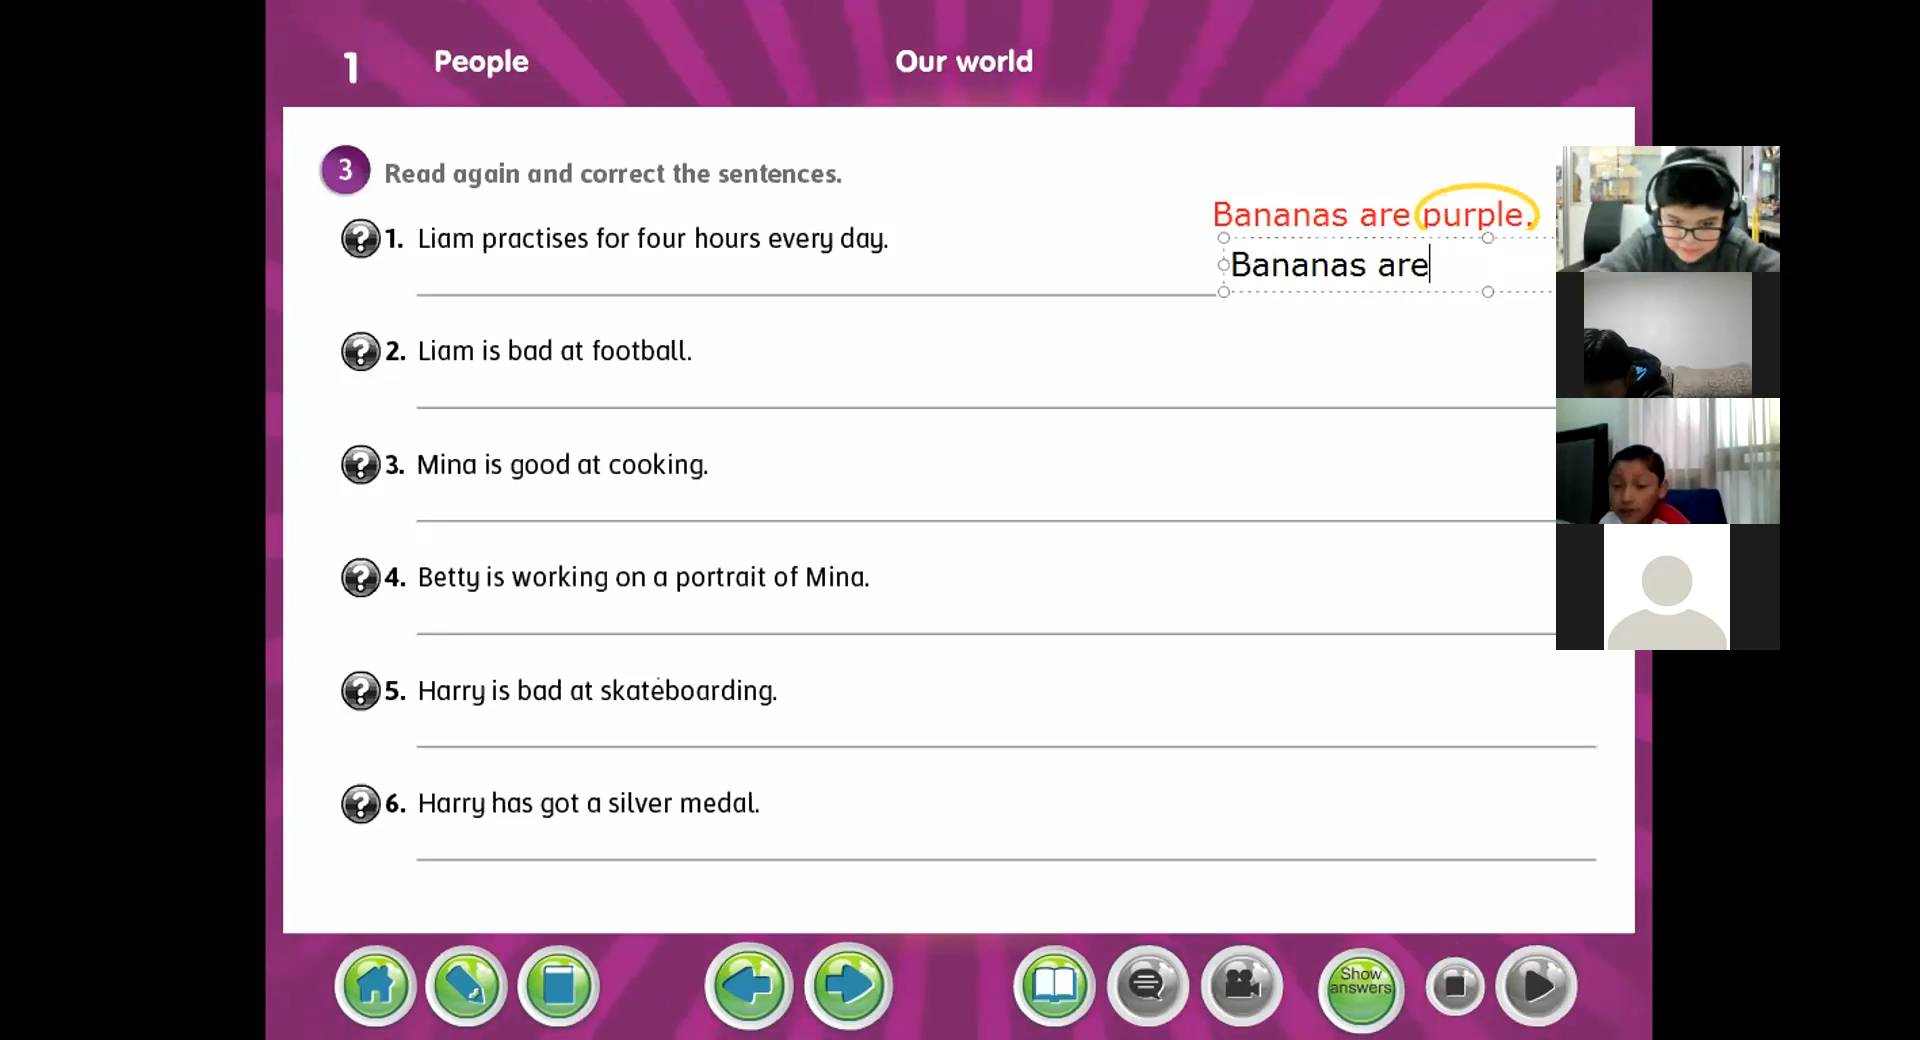 1 People Our world
3 Read again and correct the sentences.
Bananas are purple.
1. Liam practises for four hours every day.
Bananas are
2. Liam is bad at football.
3. Mina is good at cooking.
4. Betty is working on a portrait of Mina.
5. Harry is bad at skateboarding.
6. Harry has got a silver medal.
Show
answers